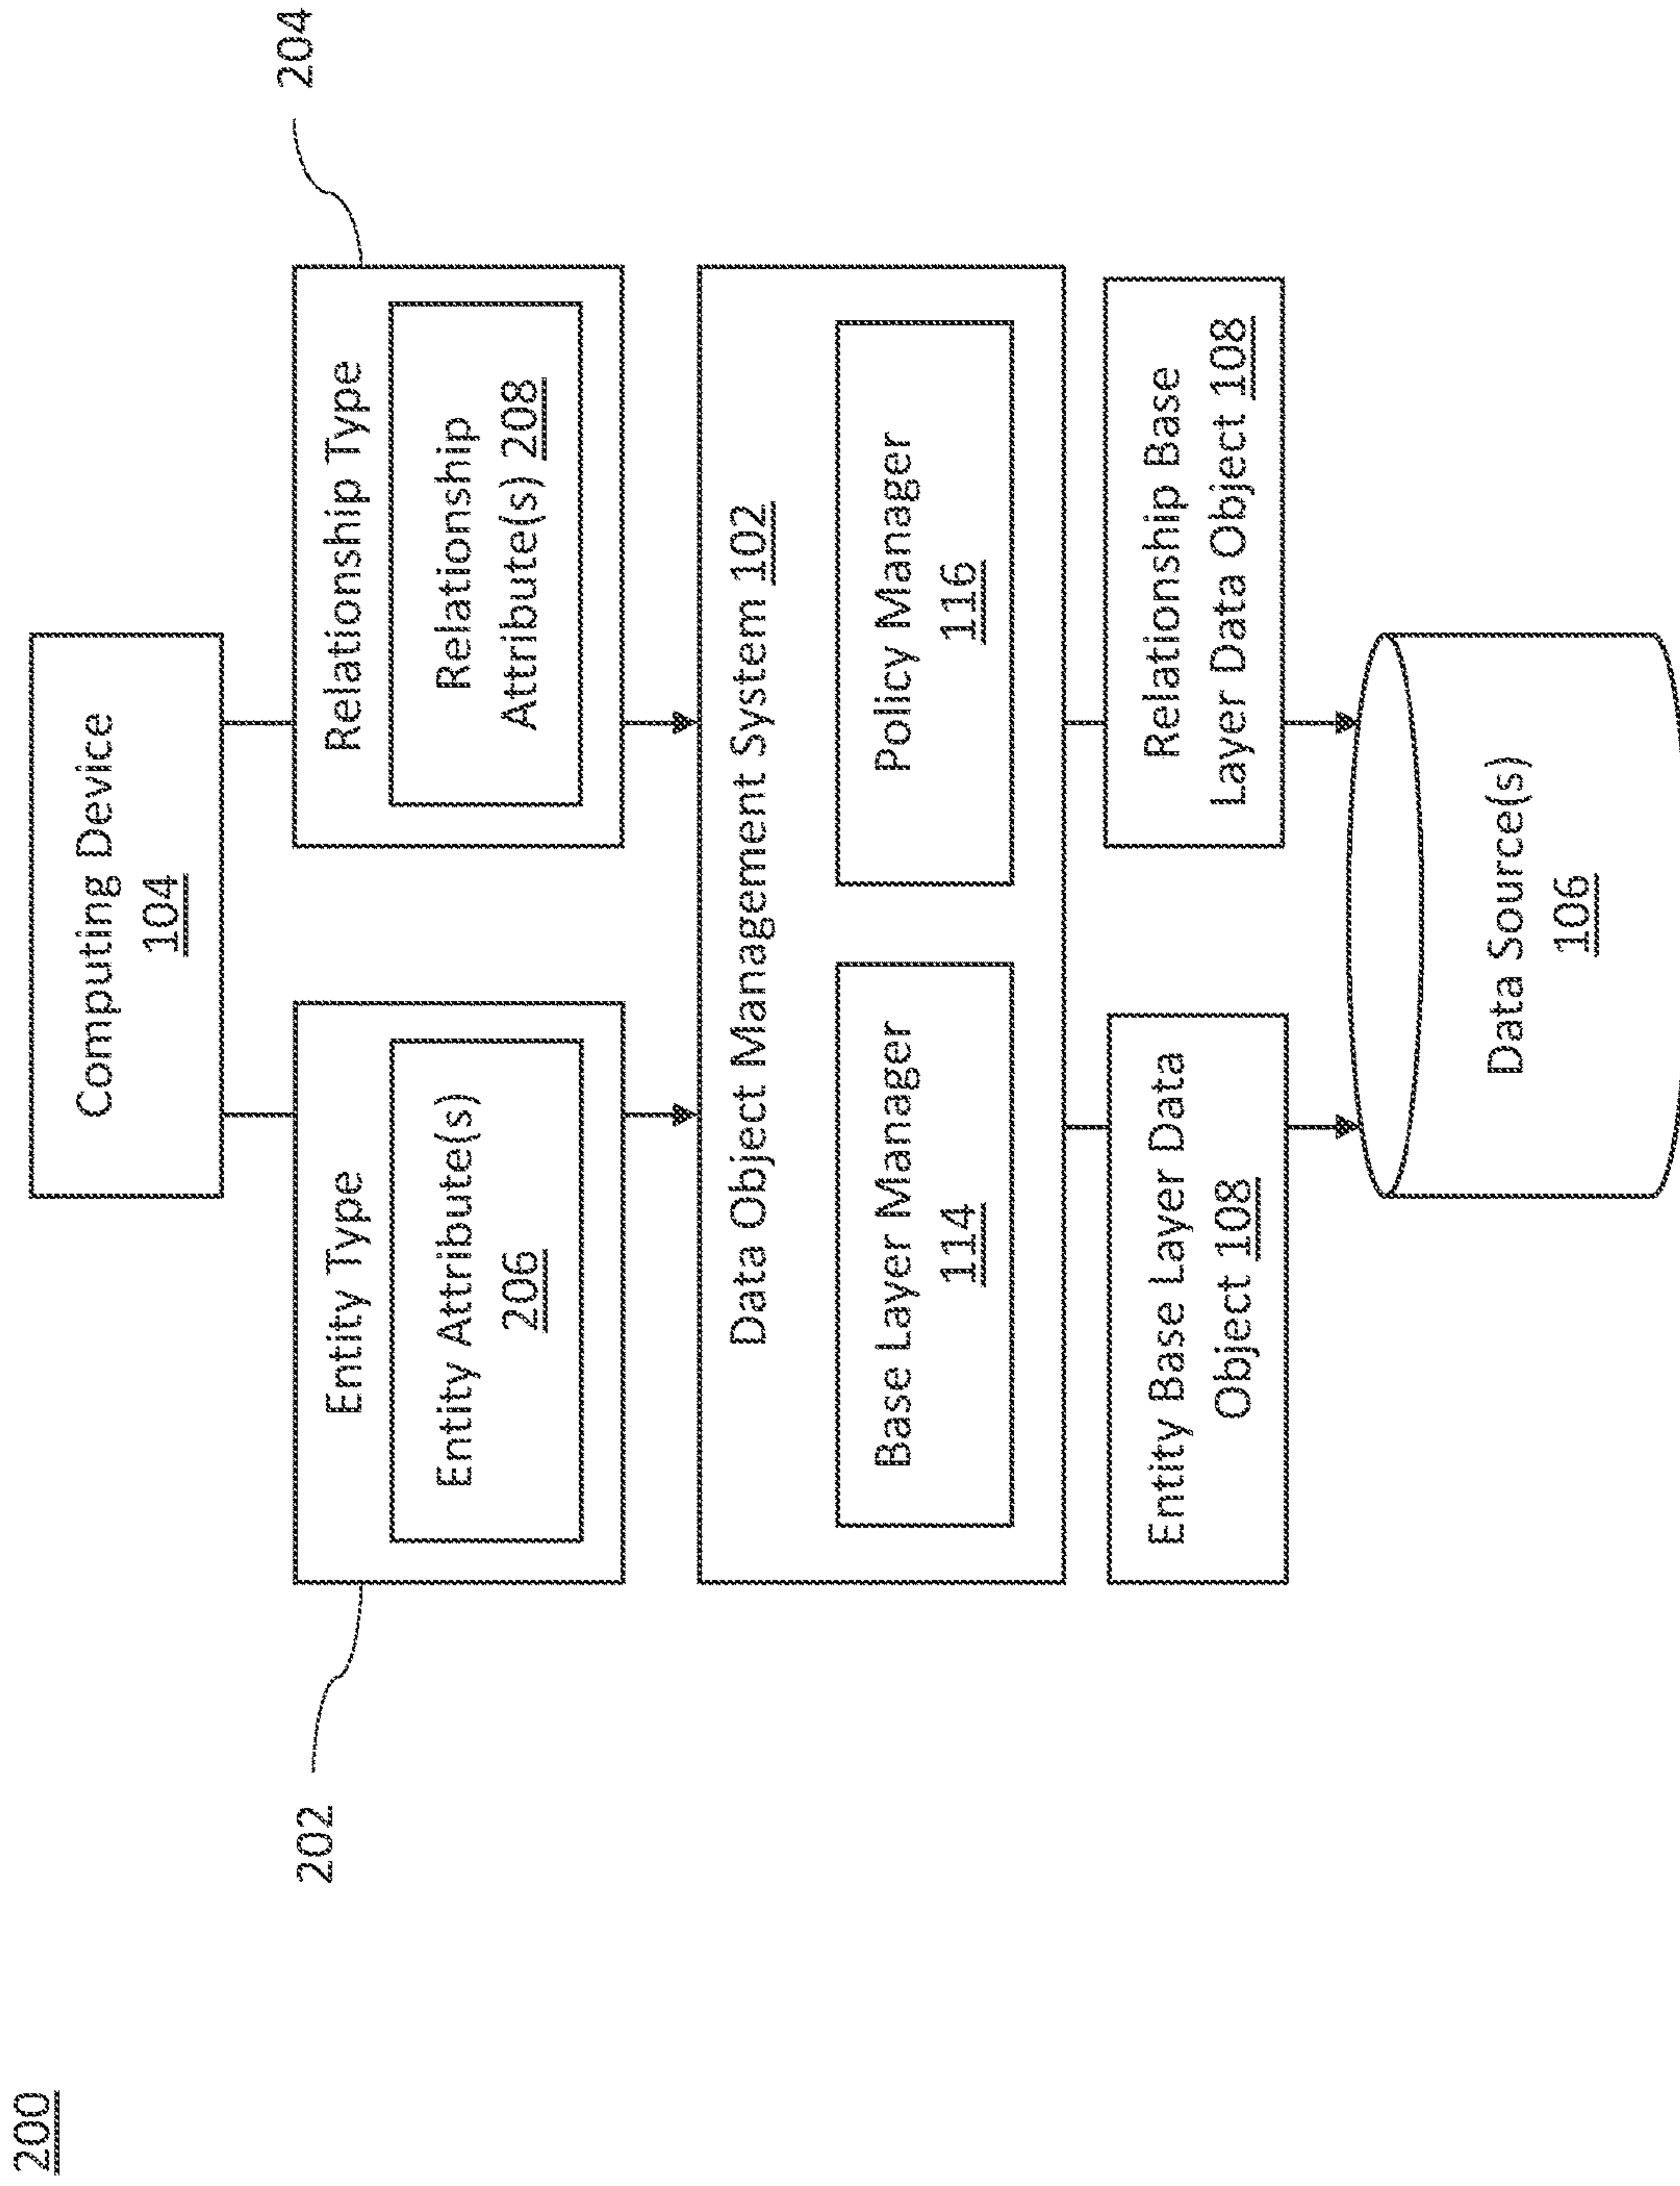 200
Computing Device
104
202
Entity Type
Entity Attribute(s)
206
Relationship Type
Relationship
Attribute(s) 208
204
Data Object Management System 102
Base Layer Manager
114
Policy Manager
116
Entity Base Layer Data
Object 108
Relationship Base
Layer Data Object 108
Data Source(s)
106